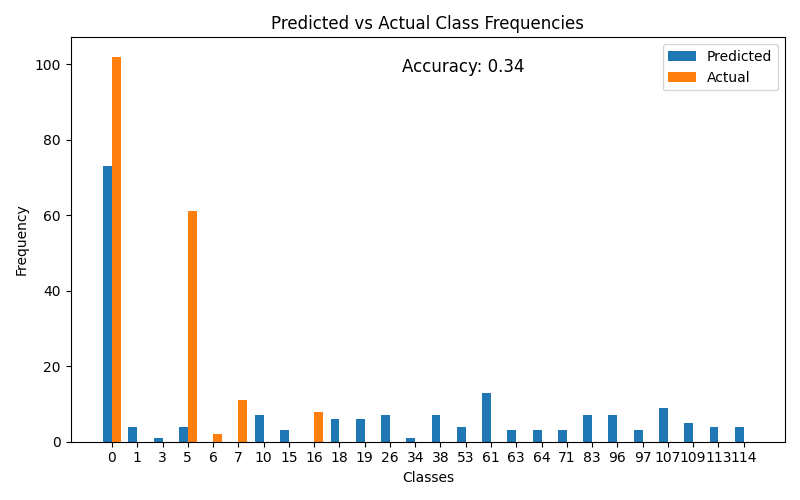 Predicted vs Actual Class Frequencies
Accuracy: 0.34
Predicted
Actual
Frequency
100
80
60
40
20
0
0 1 3 5 6 7 10 15 16 18 19 26 34 38 53 61 63 64 71 83 96 97 107 109 113 114
Classes